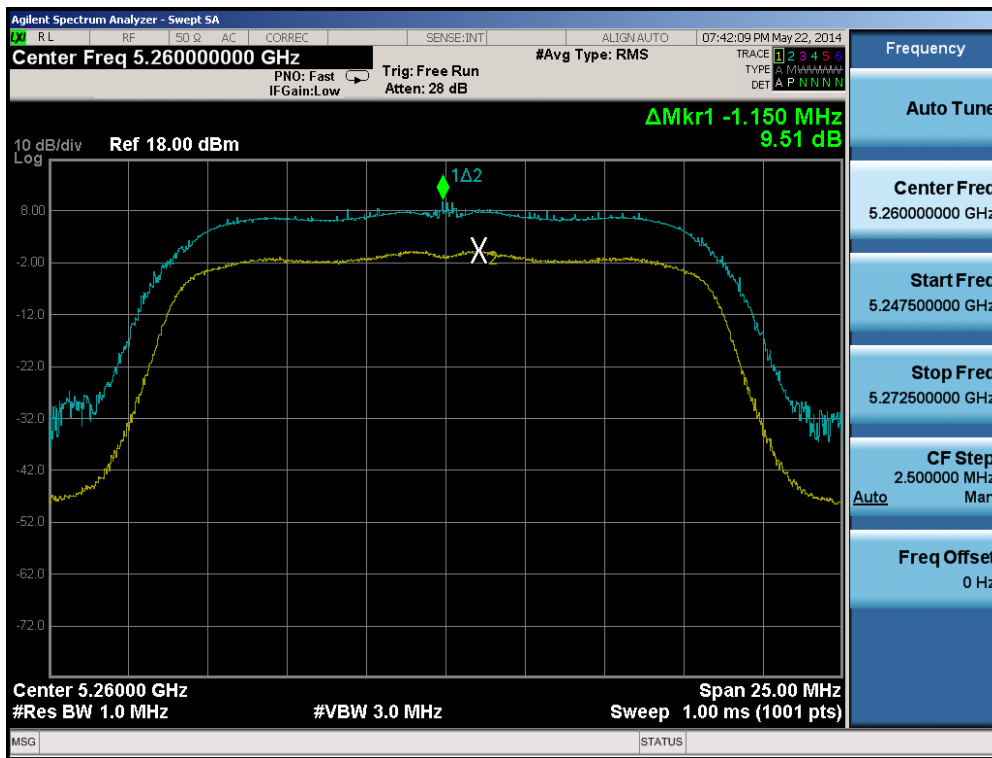 Agilent Spectrum Analyzer - Swept SA
LXI RL RF 50 Ω AC CORREC SENSE:INT ALIGN AUTO 07:42:09 PM May 22, 2014
Center Freq 5.260000000 GHz
#Avg Type: RMS
PNO: Fast
IFGain:Low
Trig: Free Run
Atten: 28 dB
TRACE 1 2 3 4 5 6
TYPE A M W W W W
DET A P N N N N
ΔMkr1 -1.150 MHz
9.51 dB
10 dB/div
Log
Ref 18.00 dBm
1Δ2
8.00
X2
-2.00
-12.0
-22.0
-32.0
-42.0
-52.0
-62.0
-72.0
Center 5.26000 GHz
Span 25.00 MHz
#Res BW 1.0 MHz
#VBW 3.0 MHz
Sweep 1.00 ms (1001 pts)
MSG
STATUS
Frequency
Auto Tune
Center Freq
5.260000000 GHz
Start Freq
5.247500000 GHz
Stop Freq
5.272500000 GHz
CF Step
2.500000 MHz
Auto Man
Freq Offset
0 Hz